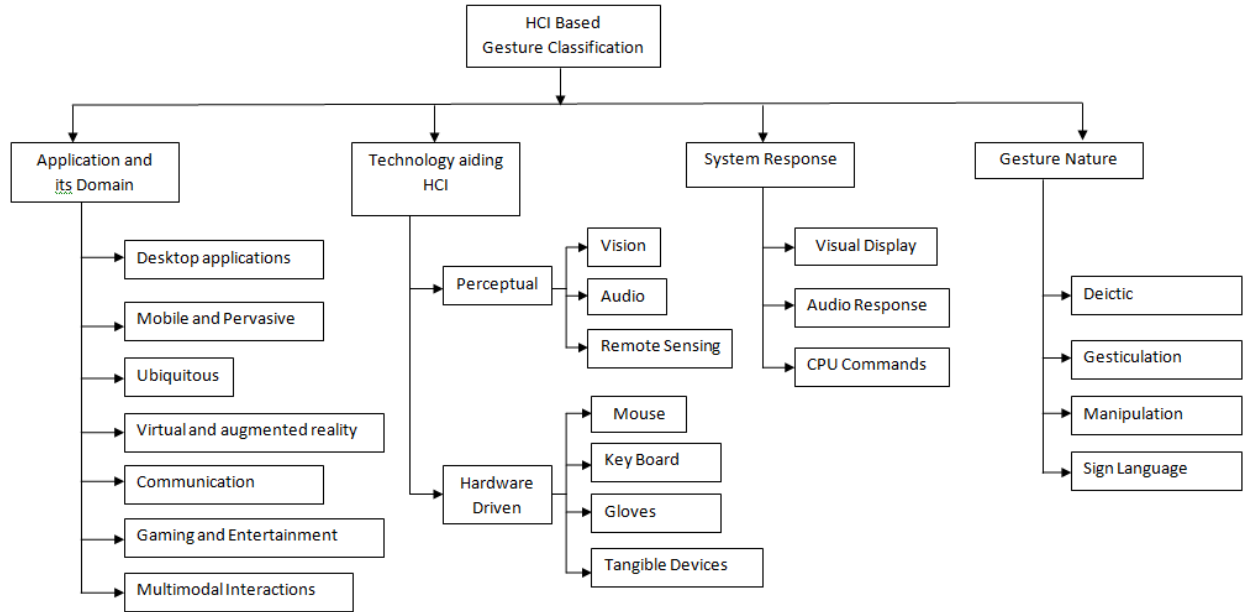 HCI Based
Gesture Classification
Application and
its Domain
Technology aiding
HCI
System Response
Gesture Nature
Desktop applications
Mobile and Pervasive
Ubiquitous
Virtual and augmented reality
Communication
Gaming and Entertainment
Multimodal Interactions
Perceptual
Vision
Audio
Remote Sensing
Hardware
Driven
Mouse
Key Board
Gloves
Tangible Devices
Visual Display
Audio Response
CPU Commands
Deictic
Gesticulation
Manipulation
Sign Language